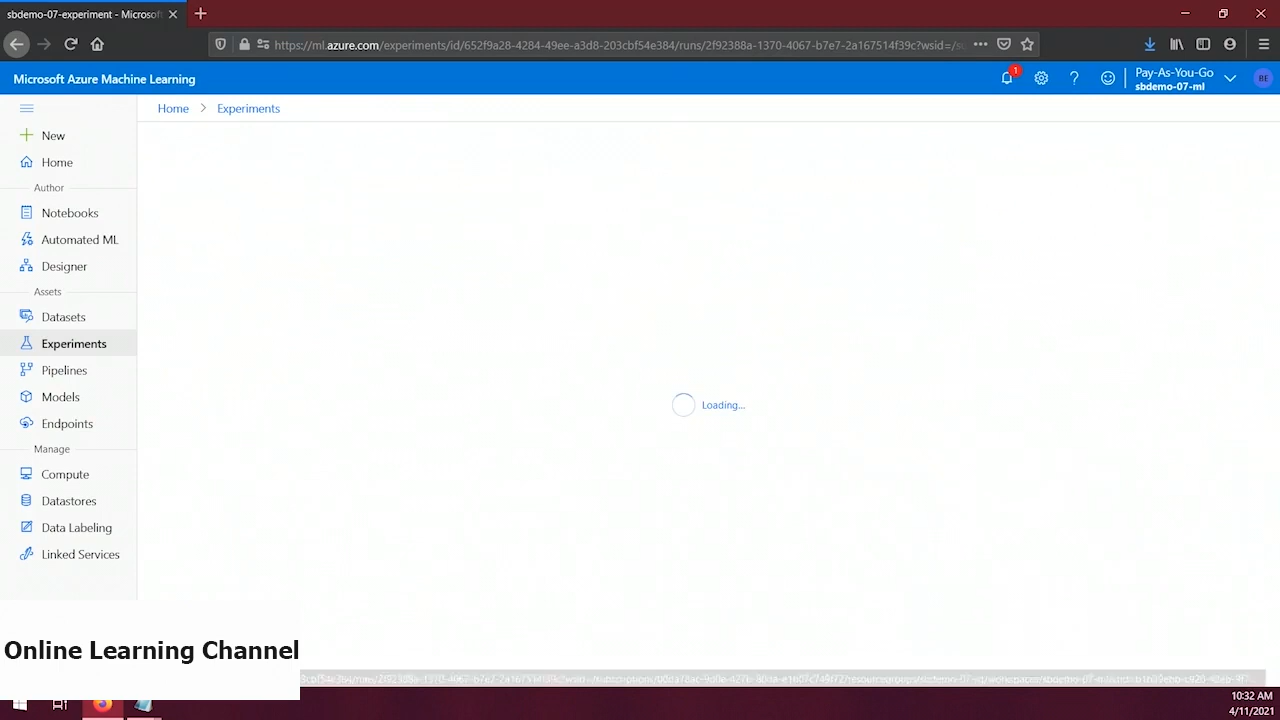 sbdemo-07-experiment - Microsof
https://ml.azure.com/experiments/id/652f9a28-4284-49ee-a3d8-203cbf54e384/runs/2f92388a-1370-4067-b7e7-2a167514f39c?wsid=/su
Microsoft Azure Machine Learning
1
Pay-As-You-Go
sbdemo-07-ml
BE
Home > Experiments
New
Home
Author
Notebooks
Automated ML
Designer
Assets
Datasets
Experiments
Pipelines
Models
Endpoints
Manage
Compute
Datastores
Data Labeling
Linked Services
Loading...
Online Learning Channel
10:32 AM
4/11/2021